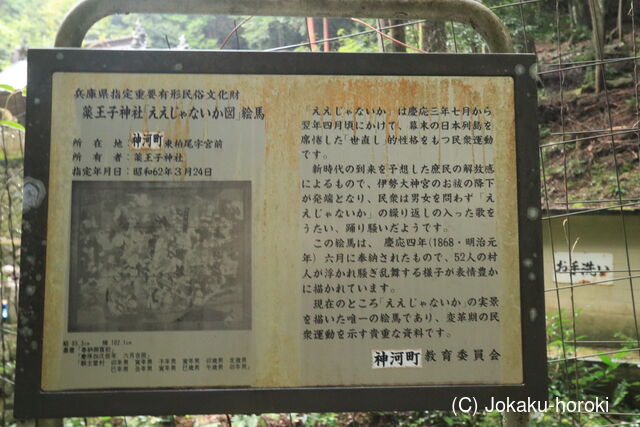 兵庫県指定重要有形民俗文化財
薬王子神社「ええじゃないか図」絵馬
所在地：神河町東柏尾字宮前
所有者：薬王子神社
指定年月日：昭和62年3月24日
縦 89.5cm 横 102.1cm
「ええじゃないか」は慶応三年七月から
翌年四月頃にかけて、幕末の日本列島を
席惓した"世直し"的性格をもつ民衆運動
です。
新時代の到来を予想した庶民の解放感
によるもので、伊勢大神宮のお祓の降下
が発端となり、民衆は男女を問わず「え
えじゃないか」の繰り返しの入った歌を
うたい、踊り騒いだようです。
この絵馬は、慶応四年(1868・明治元
年)六月に奉納されたもので、52人の村
人が浮かれ騒ぎ乱舞する様子が表情豊か
に描かれています。
現在のところ「ええじゃないか」の実景
を描いた唯一の絵馬であり、変革期の民
衆運動を示す貴重な資料です。
神河町教育委員会
お手洗い
(C) Jokaku-horoki